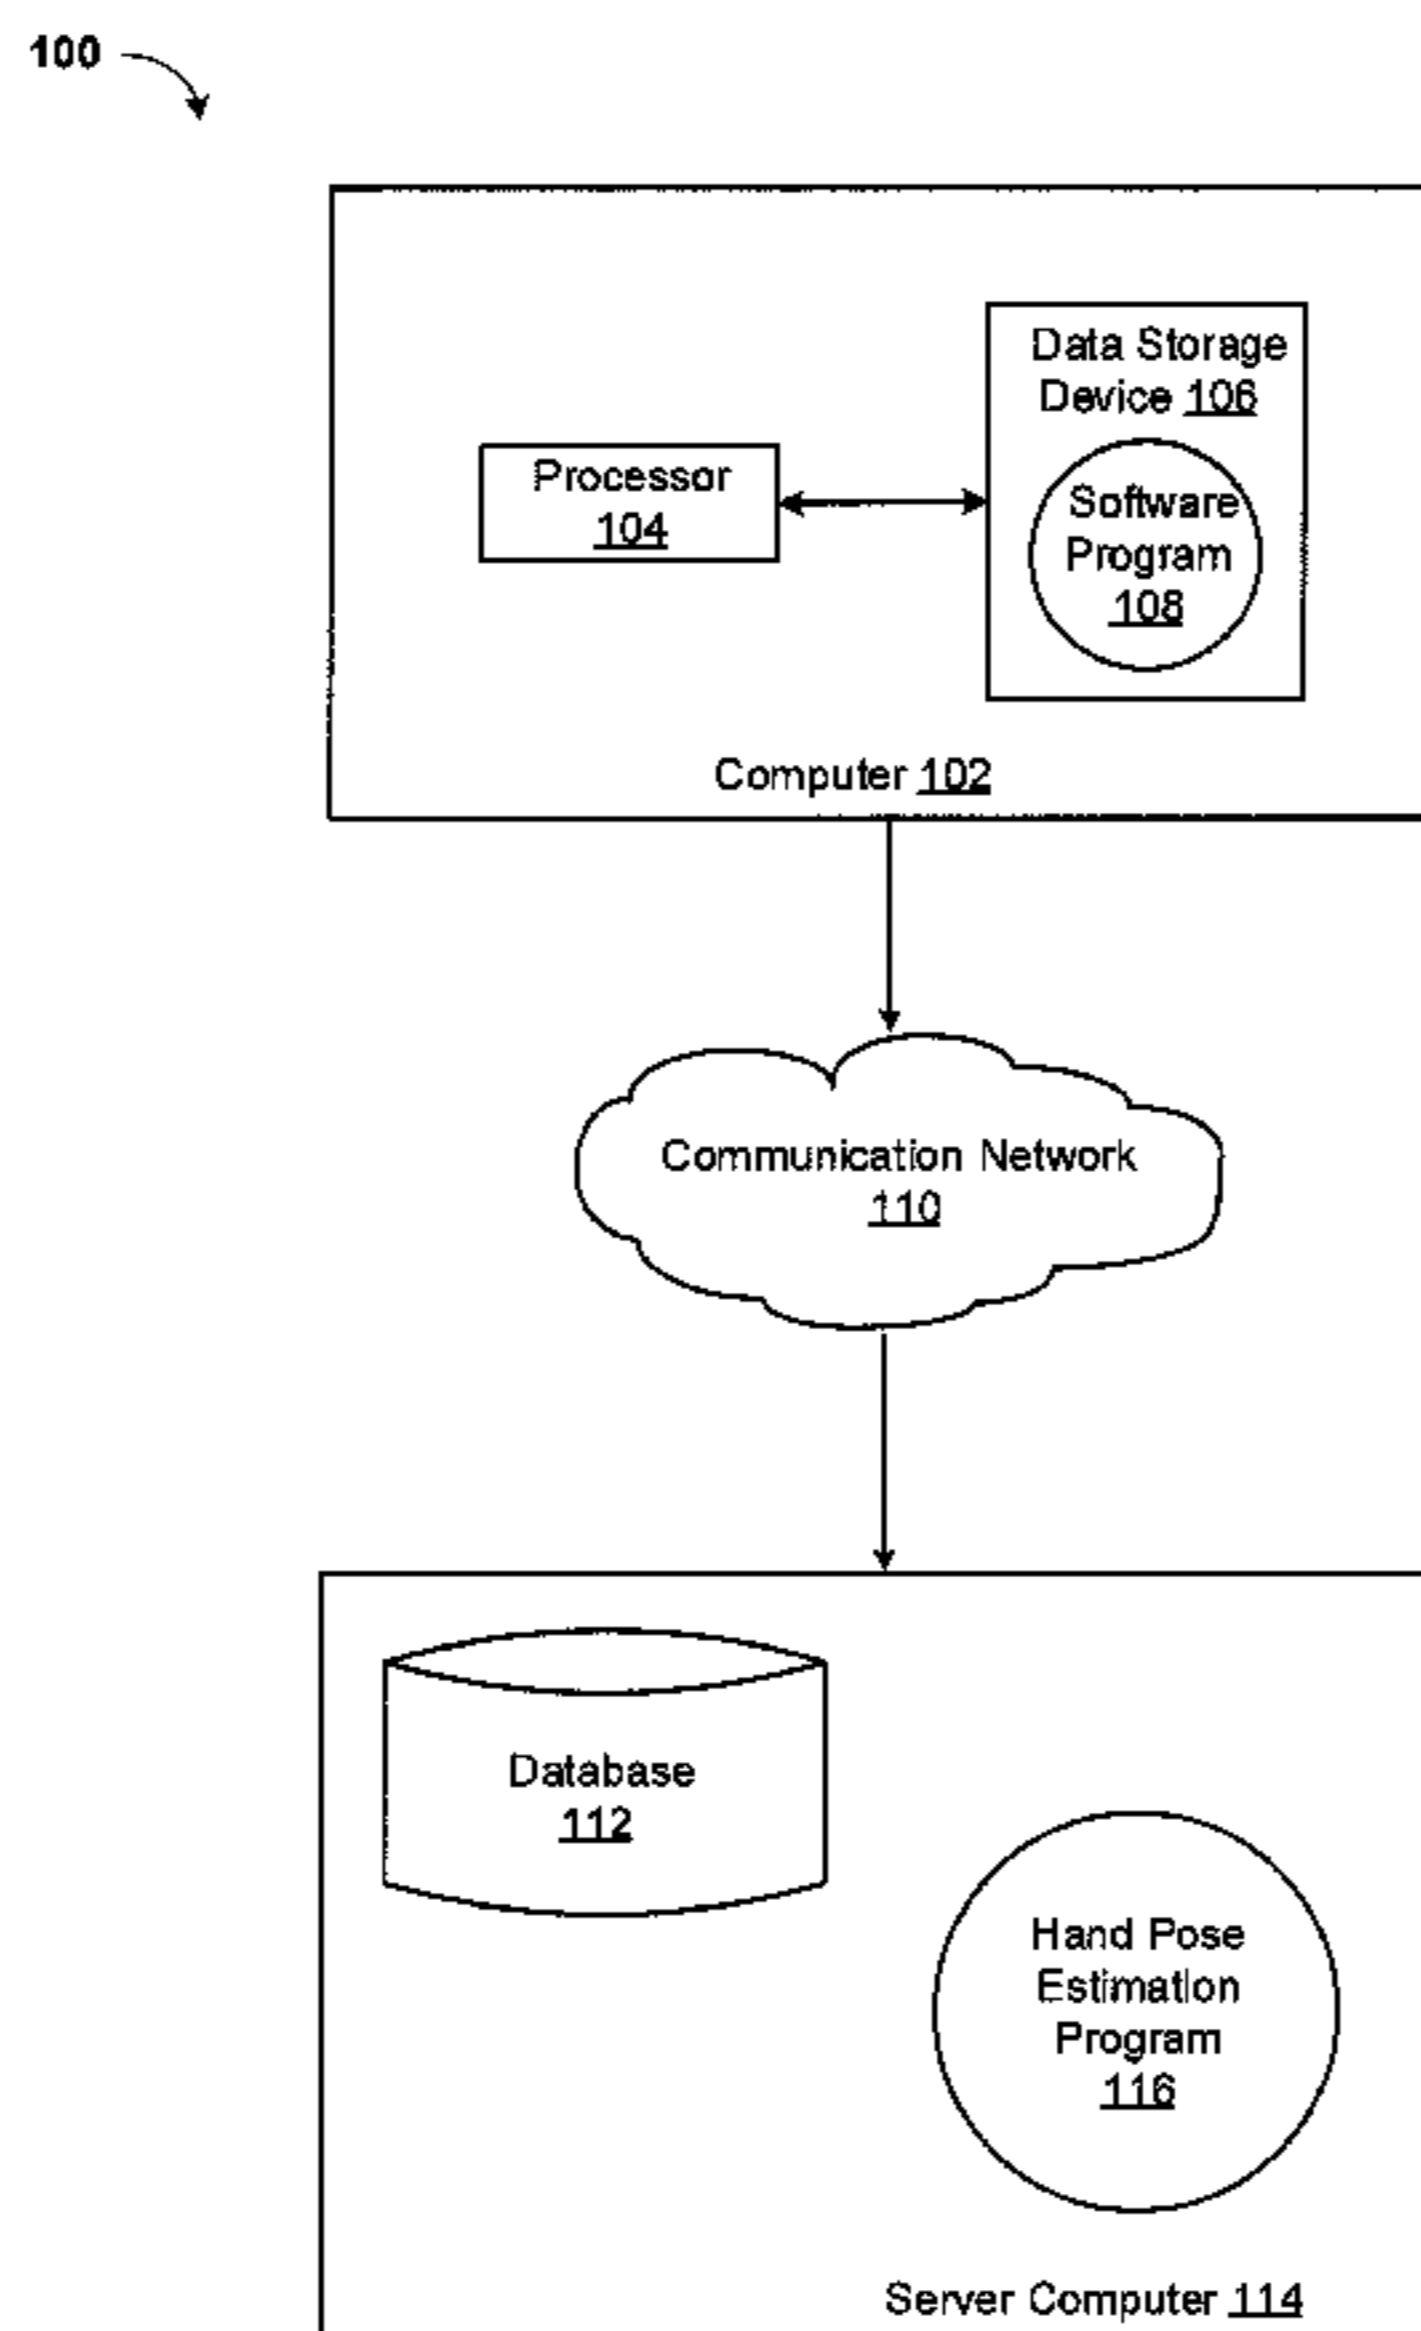 100
Data Storage
Device 106
Processor
104
Software
Program
108
Computer 102
Communication Network
110
Database
112
Hand Pose
Estimation
Program
116
Server Computer 114